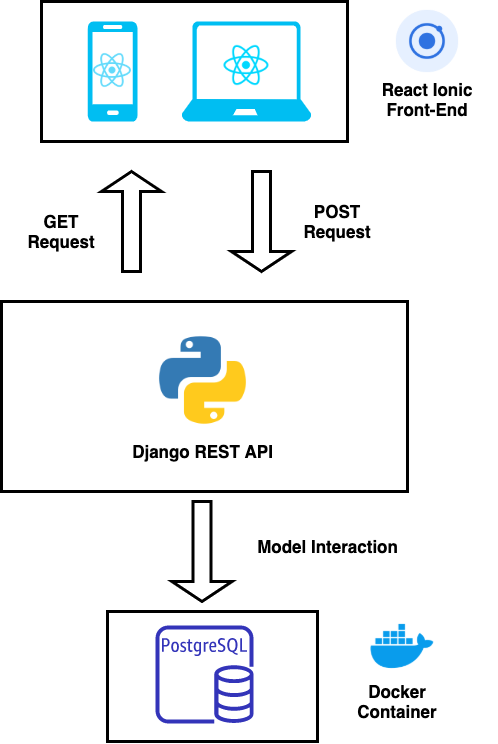 React Ionic
Front-End
GET
Request
POST
Request
Django REST API
Model Interaction
PostgreSQL
Docker
Container